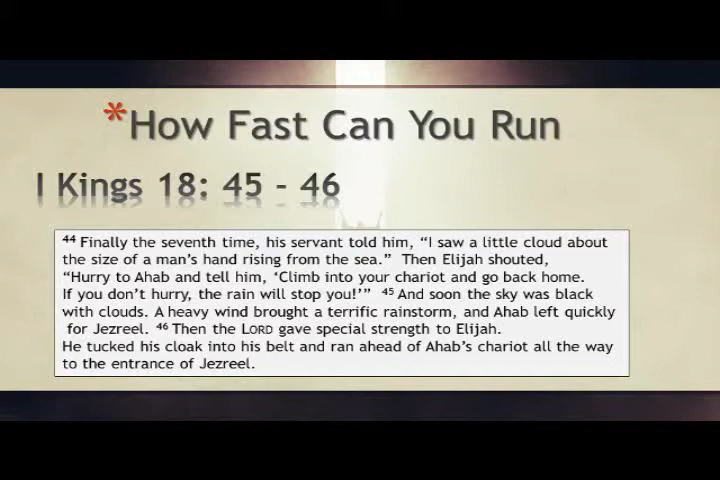 *How Fast Can You Run
I Kings 18: 45 - 46
44 Finally the seventh time, his servant told him, “I saw a little cloud about
the size of a man’s hand rising from the sea.” Then Elijah shouted,
“Hurry to Ahab and tell him, ‘Climb into your chariot and go back home.
If you don’t hurry, the rain will stop you!’” 45 And soon the sky was black
with clouds. A heavy wind brought a terrific rainstorm, and Ahab left quickly
for Jezreel. 46 Then the LORD gave special strength to Elijah.
He tucked his cloak into his belt and ran ahead of Ahab’s chariot all the way
to the entrance of Jezreel.